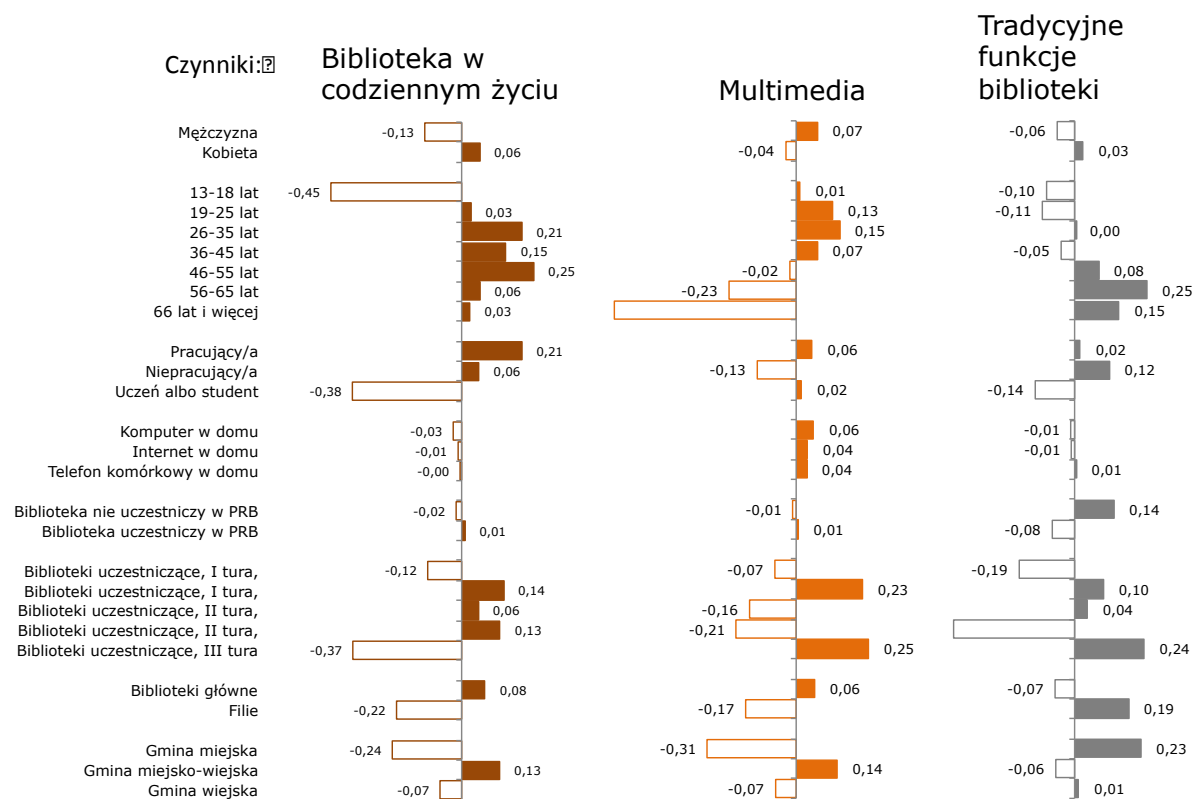 Czynniki:
Biblioteka w
codziennym życiu
Multimedia
Tradycyjne
funkcje
biblioteki
Mężczyzna -0,13 0,07 -0,06
Kobieta 0,06 -0,04 0,03
13-18 lat -0,45 0,01 -0,10
19-25 lat 0,03 0,13 -0,11
26-35 lat 0,21 0,15 0,00
36-45 lat 0,15 0,07 -0,05
46-55 lat 0,25 -0,02 0,08
56-65 lat 0,06 -0,23 0,25
66 lat i więcej 0,03 0,15
Pracujący/a 0,21 0,06 0,02
Niepracujący/a 0,06 -0,13 0,12
Uczeń albo student -0,38 0,02 -0,14
Komputer w domu -0,03 0,06 -0,01
Internet w domu -0,01 0,04 -0,01
Telefon komórkowy w domu -0,00 0,04 0,01
Biblioteka nie uczestniczy w PRB -0,02 -0,01 0,14
Biblioteka uczestniczy w PRB 0,01 0,01 -0,08
Biblioteki uczestniczące, I tura, -0,12 -0,07 -0,19
Biblioteki uczestniczące, I tura, 0,14 0,23 0,10
Biblioteki uczestniczące, II tura, 0,06 -0,16 0,04
Biblioteki uczestniczące, II tura, 0,13 -0,21
Biblioteki uczestniczące, III tura -0,37 0,25 0,24
Biblioteki główne 0,08 0,06 -0,07
Filie -0,22 -0,17 0,19
Gmina miejska -0,24 -0,31 0,23
Gmina miejsko-wiejska 0,13 0,14 -0,06
Gmina wiejska -0,07 -0,07 0,01